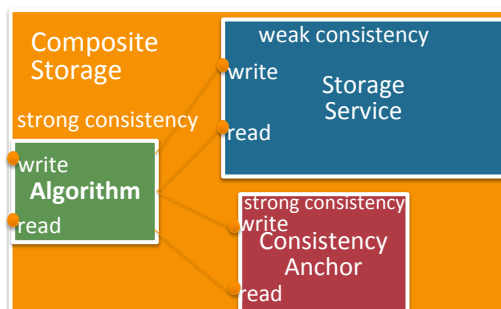 Composite
Storage
strong consistency
write
Algorithm
read
weak consistency
write
Storage
Service
read
strong consistency
write
Consistency
Anchor
read